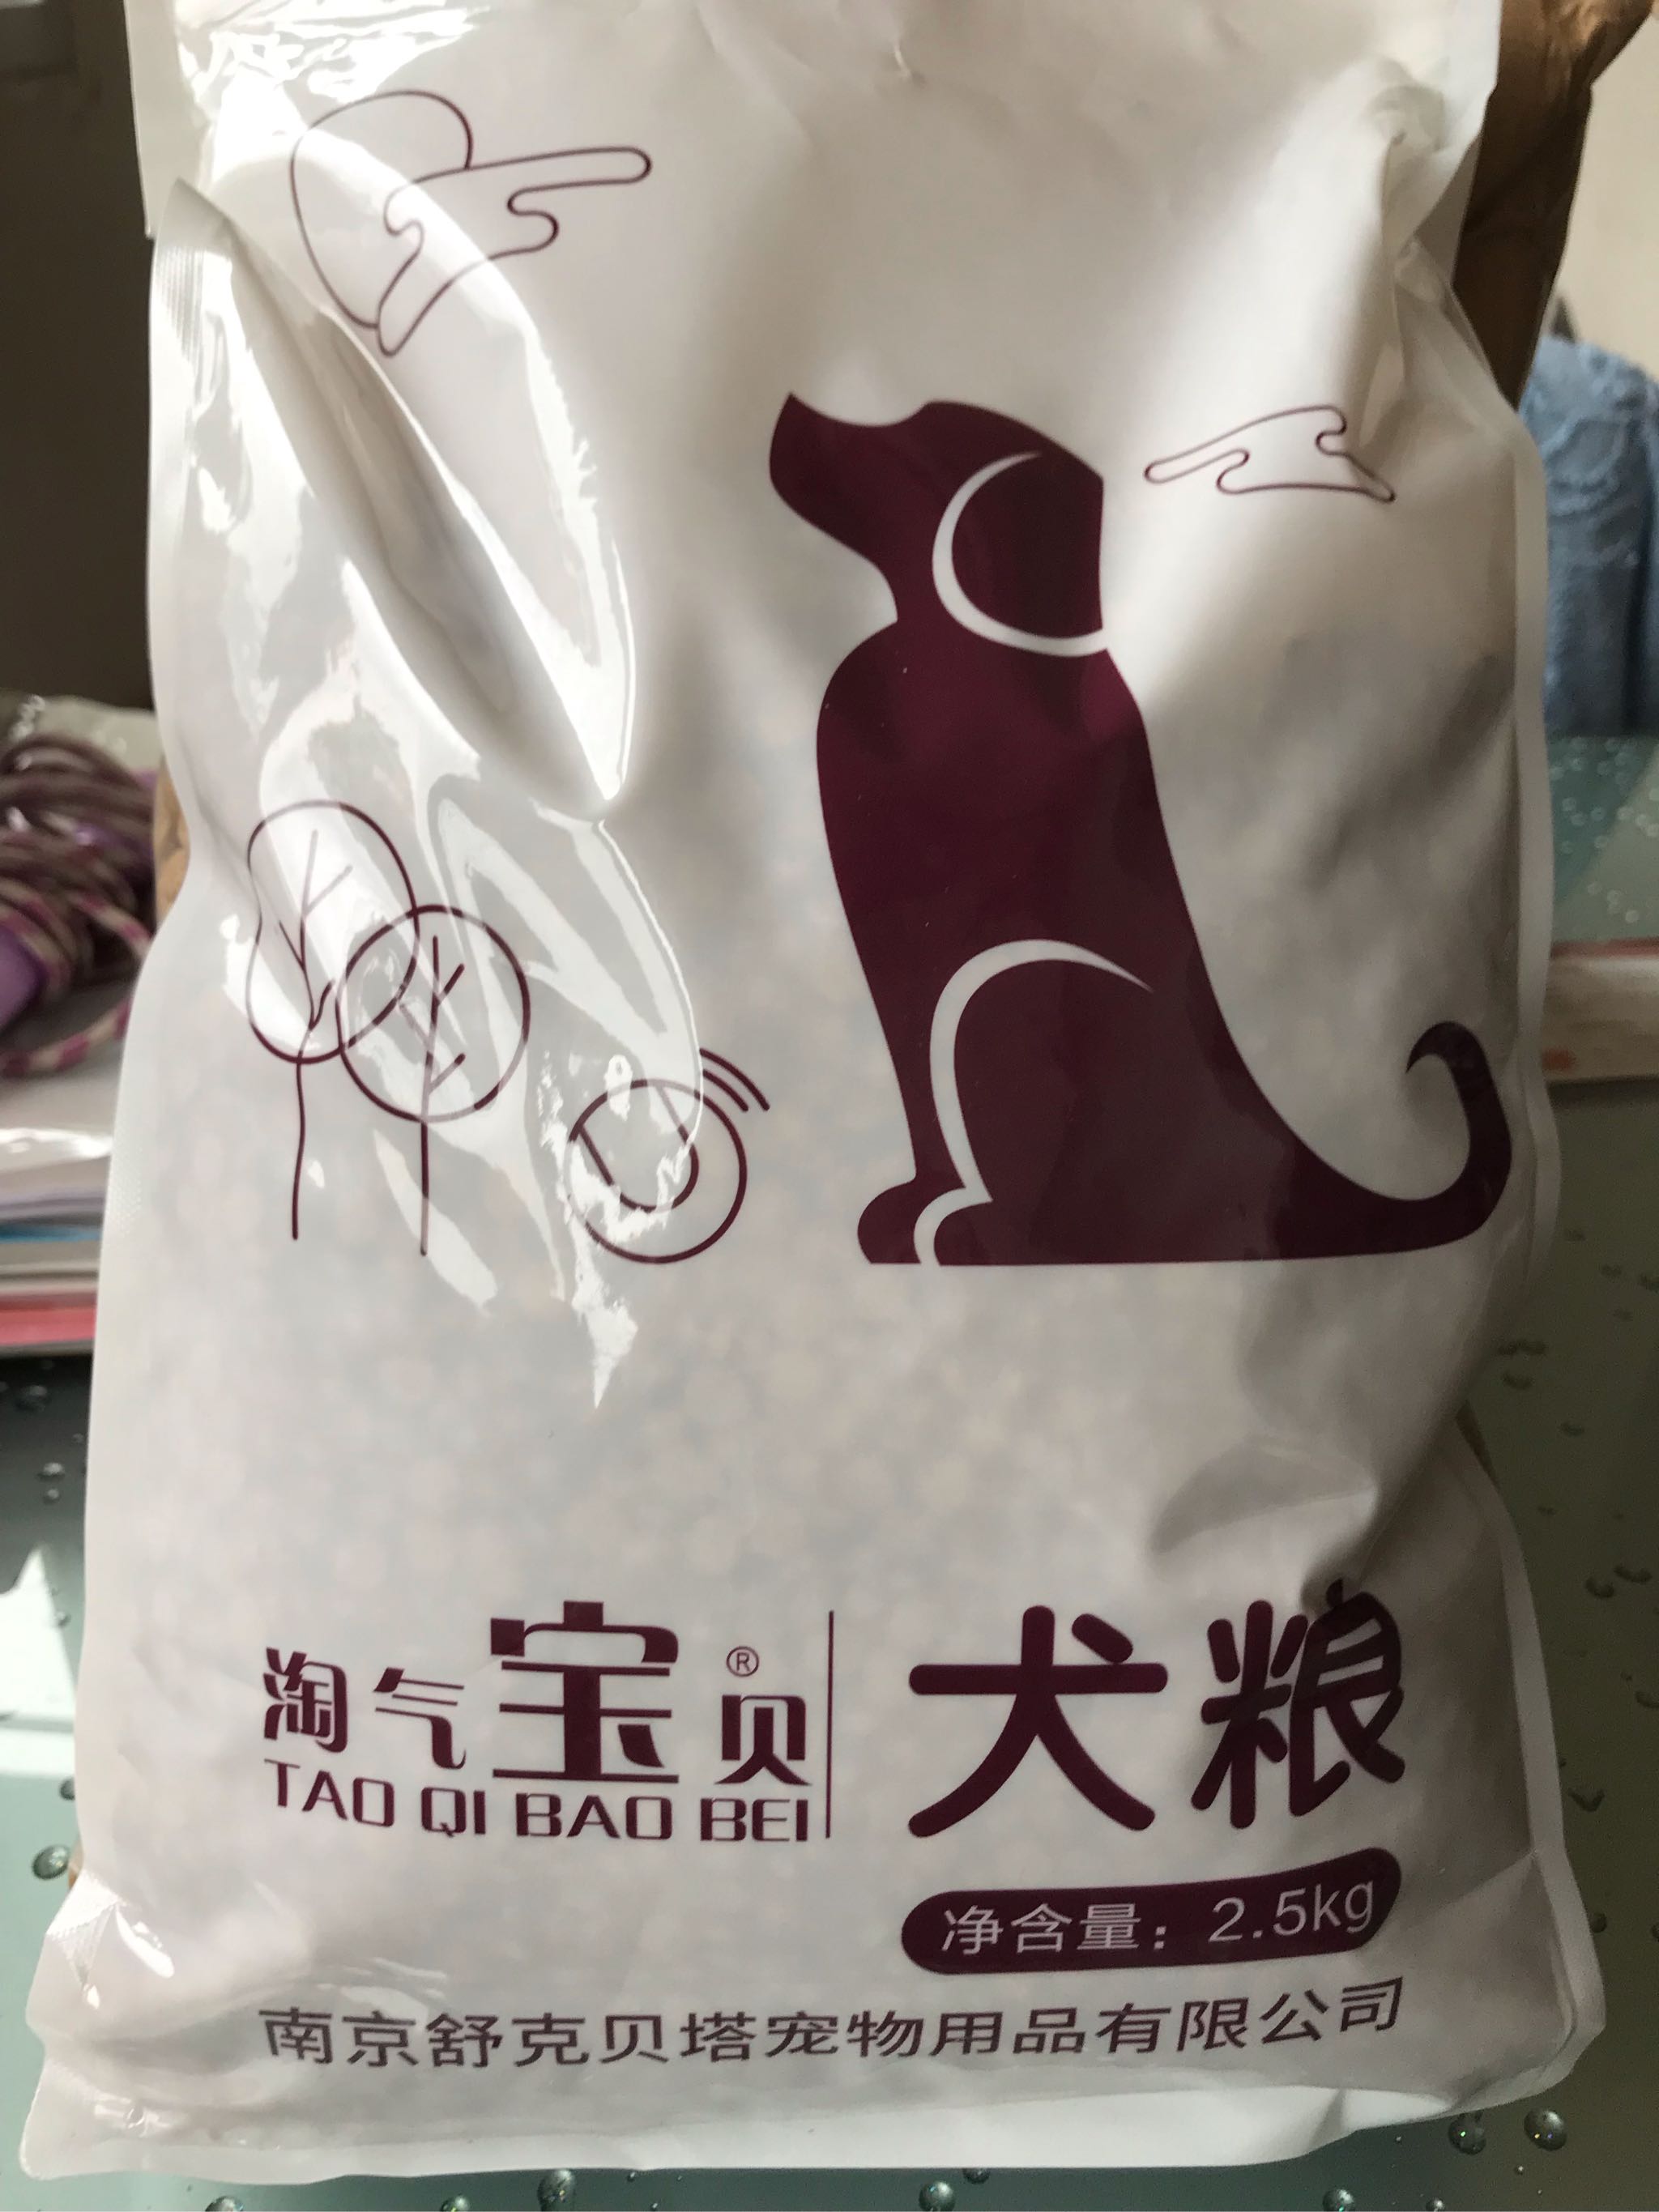 淘气宝贝®
TAO QI BAO BEI
犬粮
净含量：2.5kg
南京舒克贝塔宠物用品有限公司